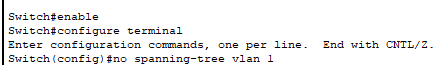 Switch#enable
Switch#configure terminal
Enter configuration commands, one per line.  End with CNTL/Z.
Switch(config)#no spanning-tree vlan 1